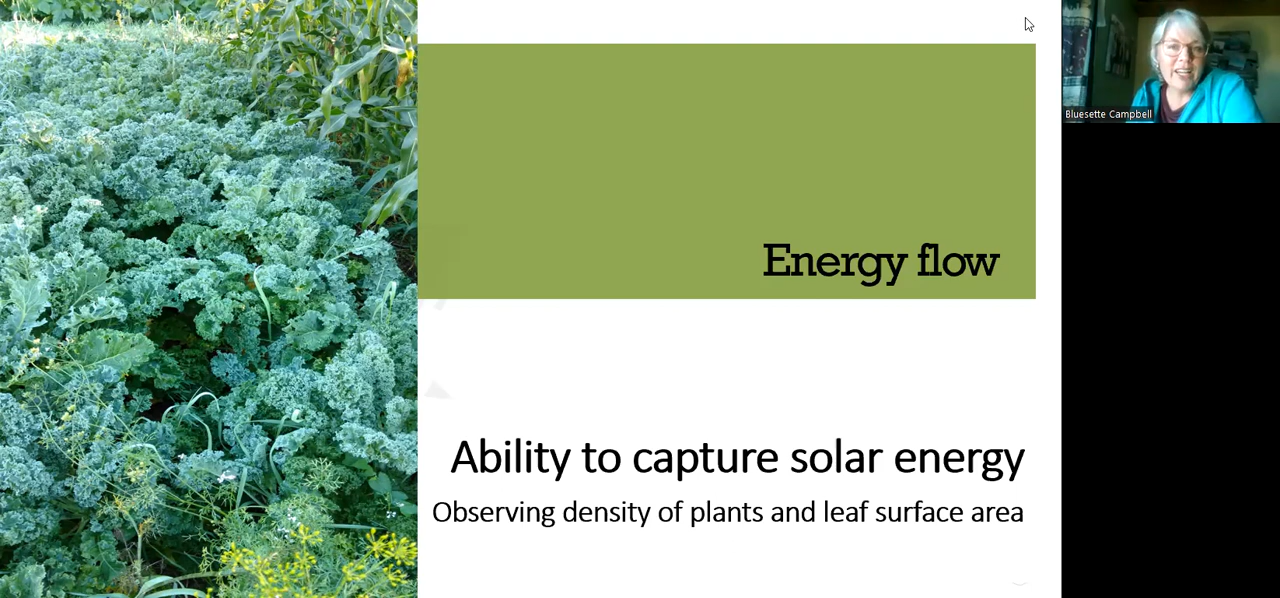 Energy flow
Ability to capture solar energy
Observing density of plants and leaf surface area
Bluesette Campbell